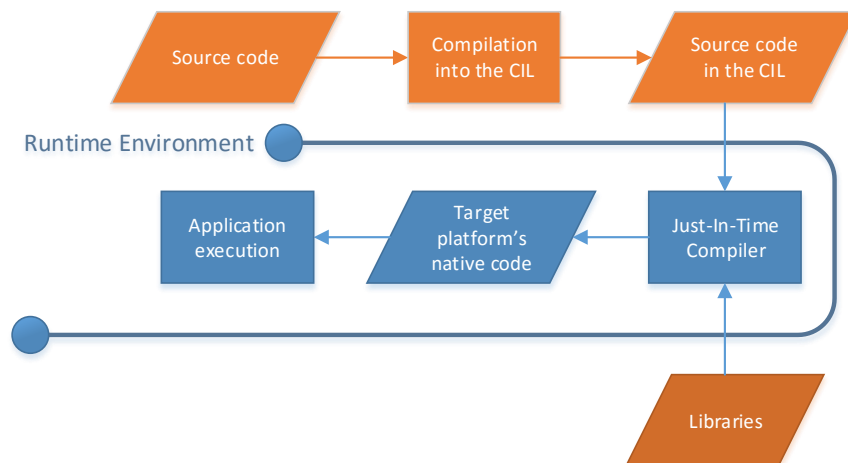 Source code
Compilation
into the CIL
Source code
in the CIL
Runtime Environment
Application
execution
Target
platform’s
native code
Just-In-Time
Compiler
Libraries